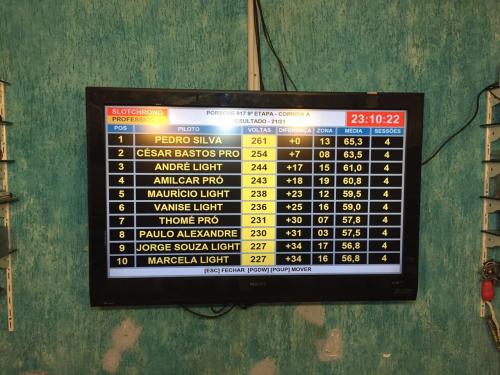 SLOTCHRONO PORSCHE 917 9ª ETAPA - CORRIDA A 23:10:22
PROFESSIONAL RESULTADO - 21/21
POS PILOTO VOLTAS DIFERENÇA ZONA MÉDIA SESSÕES
1 PEDRO SILVA 261 +0 13 65,3 4
2 CÉSAR BASTOS PRO 254 +7 08 63,5 4
3 ANDRÉ LIGHT 244 +17 15 61,0 4
4 AMILCAR PRÓ 243 +18 19 60,8 4
5 MAURÍCIO LIGHT 238 +23 12 59,5 4
6 VANISE LIGHT 236 +25 16 59,0 4
7 THOMÉ PRÓ 231 +30 07 57,8 4
8 PAULO ALEXANDRE 230 +31 03 57,5 4
9 JORGE SOUZA LIGHT 227 +34 17 56,8 4
10 MARCELA LIGHT 227 +34 16 56,8 4
[ESC] FECHAR [PGDW] [PGUP] MOVER